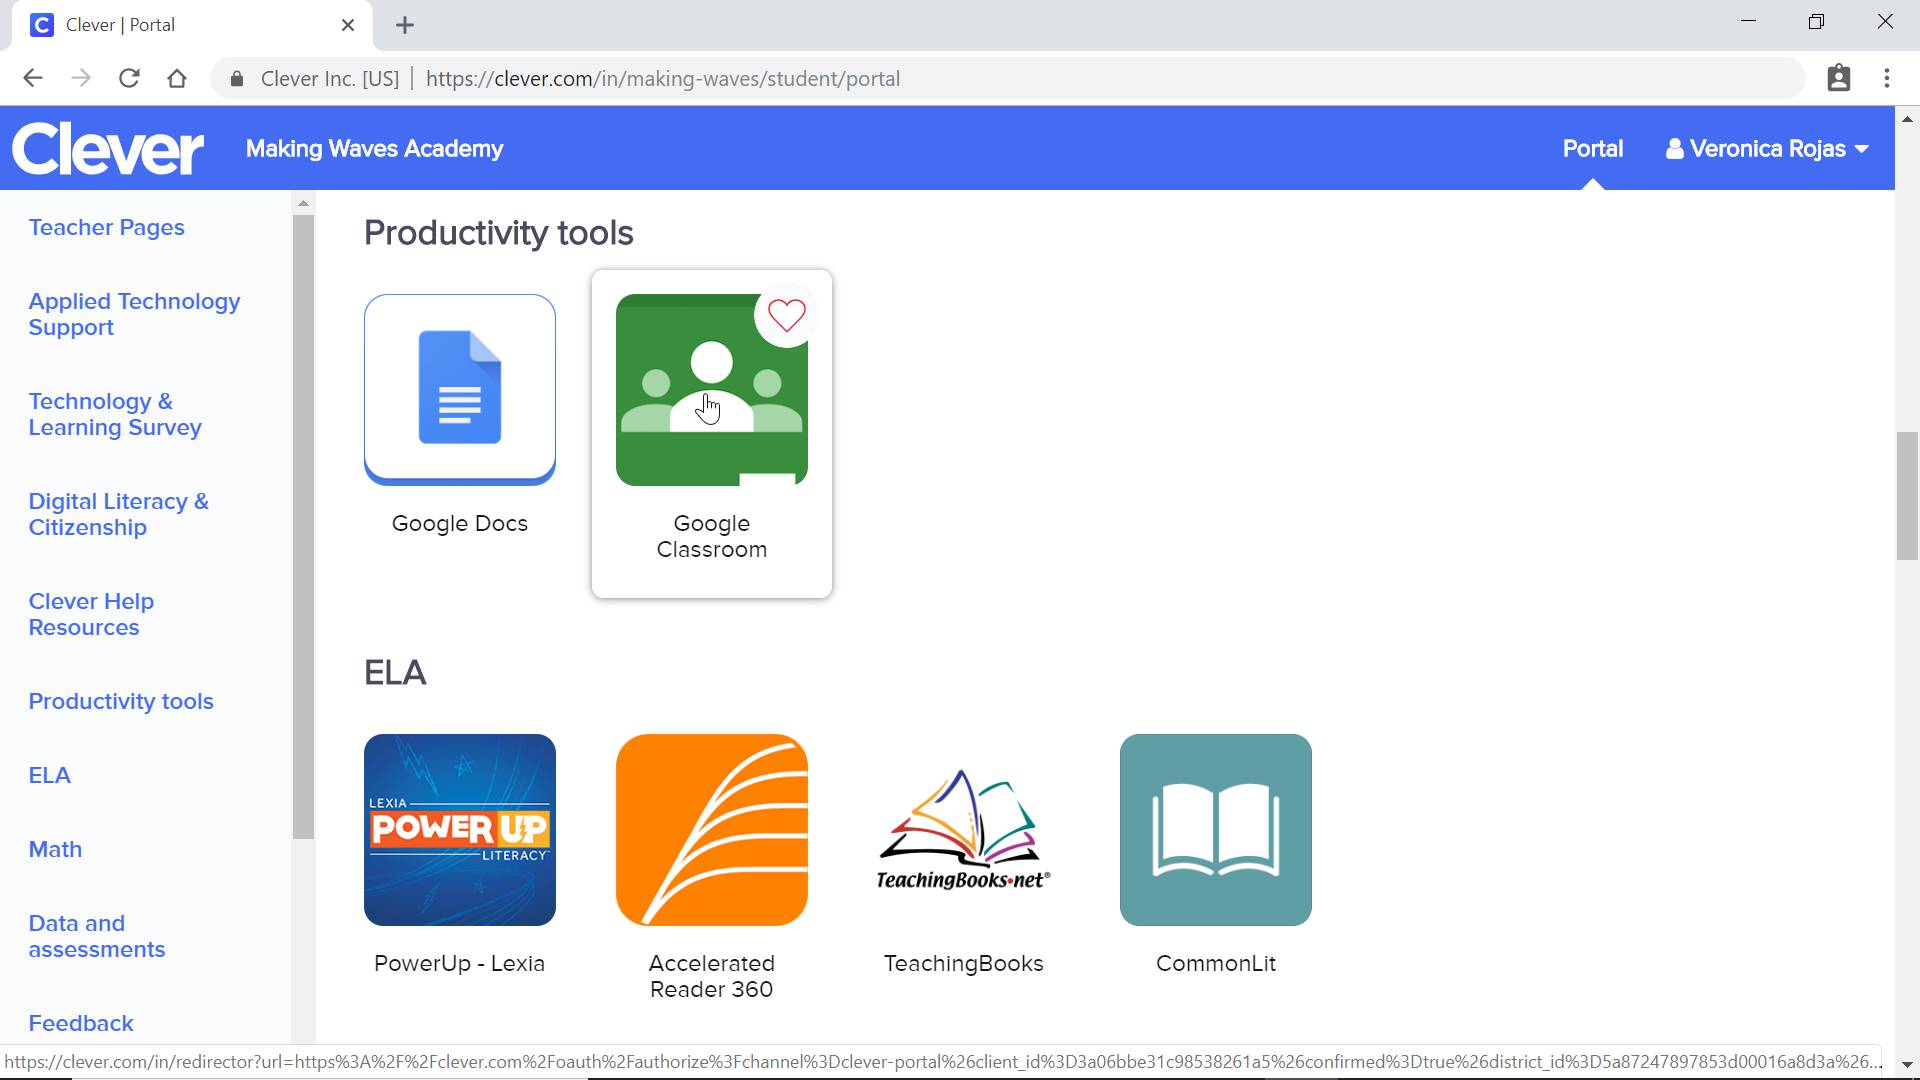 Clever | Portal
Clever Inc. [US] | https://clever.com/in/making-waves/student/portal
Clever
Making Waves Academy
Portal
Veronica Rojas
Teacher Pages
Applied Technology
Support
Technology &
Learning Survey
Digital Literacy &
Citizenship
Clever Help
Resources
Productivity tools
ELA
Math
Data and
assessments
Feedback
Productivity tools
Google Docs
Google
Classroom
ELA
LEXIA
POWER UP
LITERACY
TeachingBooks.net®
PowerUp - Lexia
Accelerated
Reader 360
TeachingBooks
CommonLit
https://clever.com/in/redirector?url=https%3A%2F%2Fclever.com%2Foauth%2Fauthorize%3Fchannel%3Dclever-portal%26client_id%3D3a06bbe31c98538261a5%26confirmed%3Dtrue%26district_id%3D5a87247897853d00016a8d3a%26...